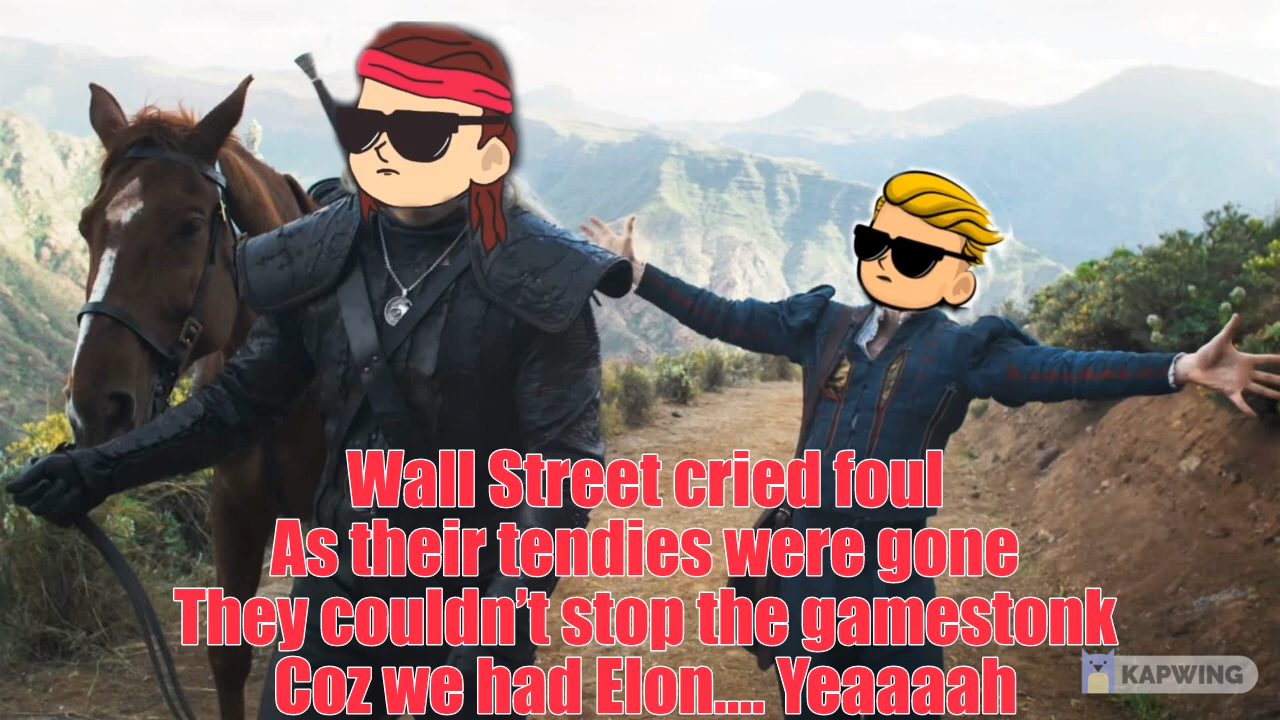 Wall Street cried foul
As their tendies were gone
They couldn’t stop the gamestonk
Coz we had Elon.... Yeaaaah
KAPWING